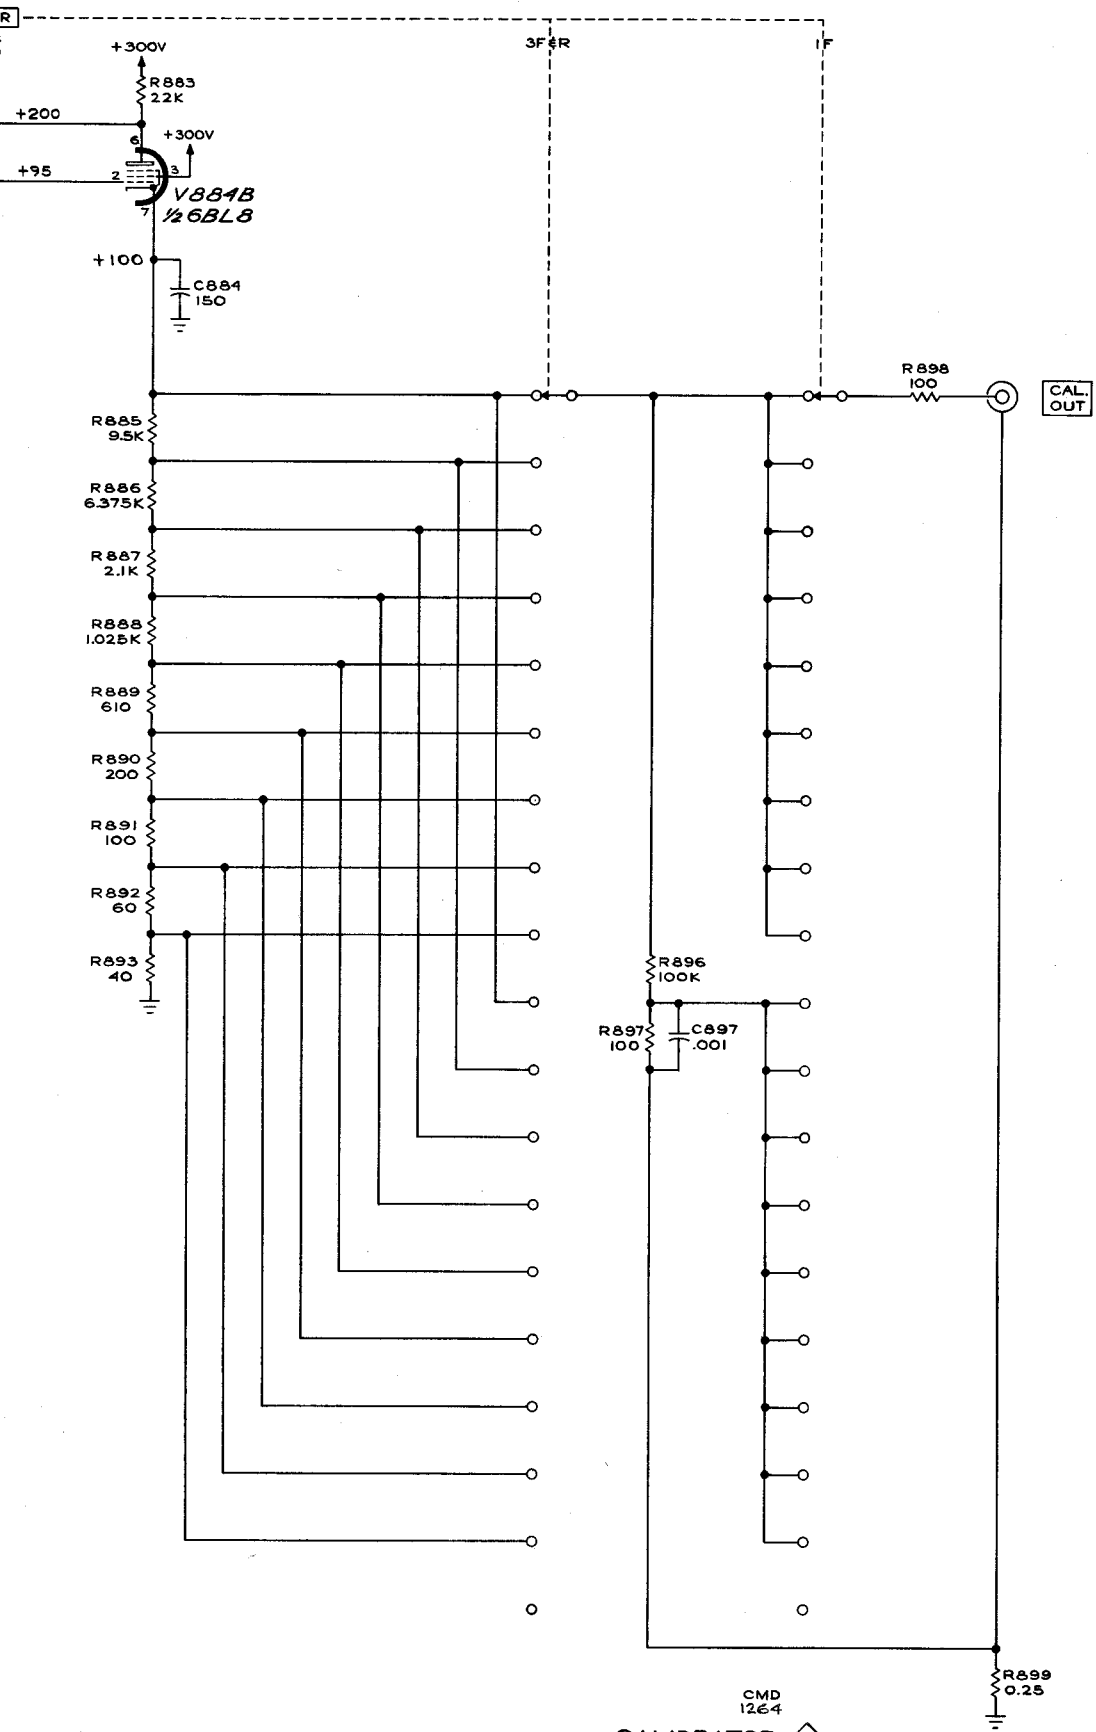 R
3F&R
1F
+300V
R883
22K
+200
6
+300V
+95
2
3
V884B
½6BL8
7
+100
C884
150
R898
100
CAL.
OUT
R885
9.5K
R886
6.375K
R887
2.1K
R888
1.025K
R889
610
R890
200
R891
100
R892
60
R893
40
R896
100K
R897
100
C897
.001
R899
0.25
CMD
1264
CALIBRATOR